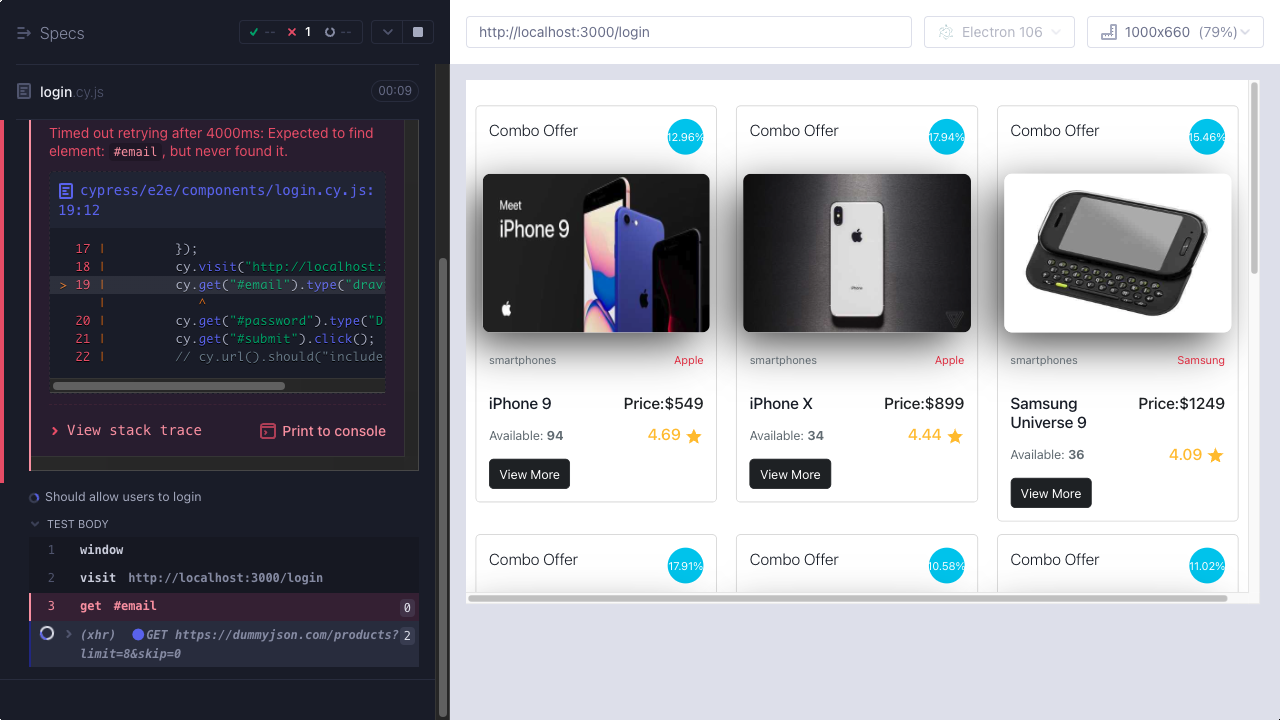 Specs
-- 1 --
login.cy.js 00:09
Timed out retrying after 4000ms: Expected to find
element: #email, but never found it.
cypress/e2e/components/login.cy.js:
19:12
17 | });
18 | cy.visit("http://localhost:
> 19 | cy.get("#email").type("drav
| ^
20 | cy.get("#password").type("D
21 | cy.get("#submit").click();
22 | // cy.url().should("include
View stack trace Print to console
Should allow users to login
TEST BODY
1 window
2 visit http://localhost:3000/login
3 get #email 0
(xhr) GET https://dummyjson.com/products? 2
limit=8&skip=0
http://localhost:3000/login Electron 106 1000x660 (79%)
Combo Offer 12.96%
Meet
iPhone 9
smartphones Apple
iPhone 9 Price:$549
Available: 94 4.69
View More
Combo Offer 17.94%
iPhone
smartphones Apple
iPhone X Price:$899
Available: 34 4.44
View More
Combo Offer 15.46%
smartphones Samsung
Samsung Price:$1249
Universe 9
Available: 36 4.09
View More
Combo Offer 17.91%
Combo Offer 10.58%
Combo Offer 11.02%